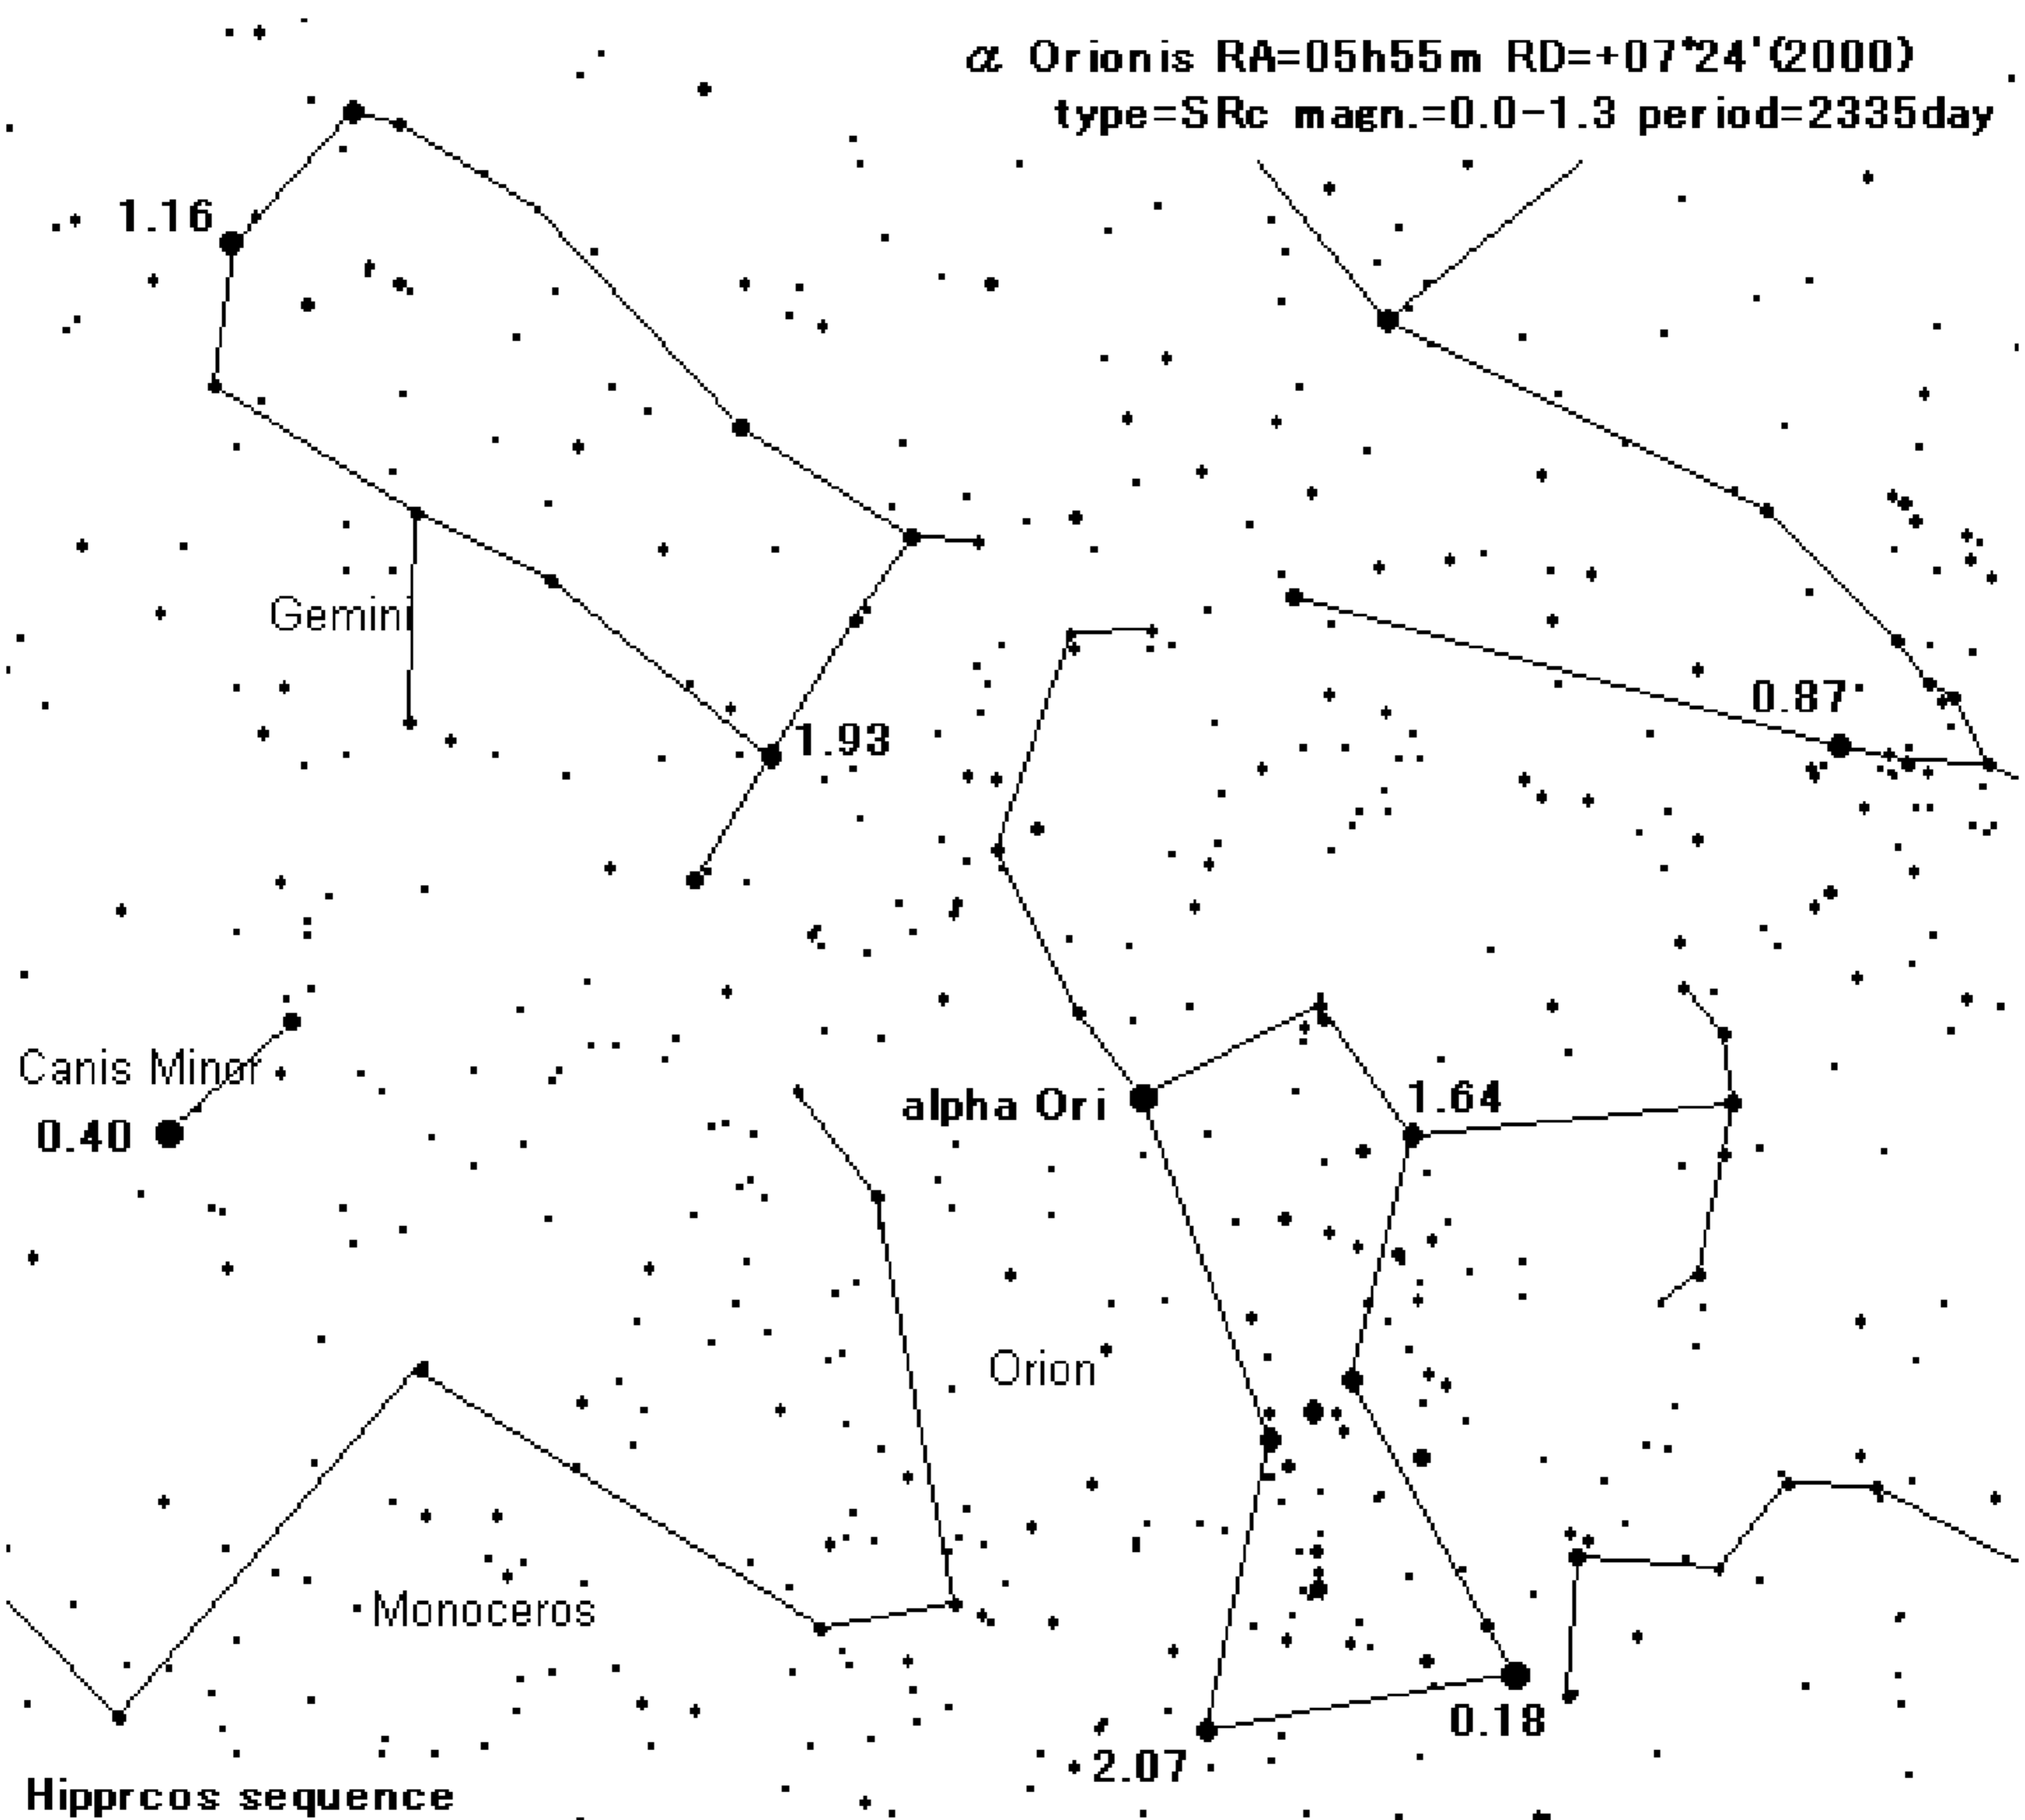 α Orionis RA=05h55m RD=+07°24'(2000)
type=SRc magn.=0.0-1.3 period=2335day
1.16
Gemini
0.87
1.93
Canis Minor
alpha Ori
1.64
0.40
Orion
Monoceros
0.18
2.07
Hipprcos sequence